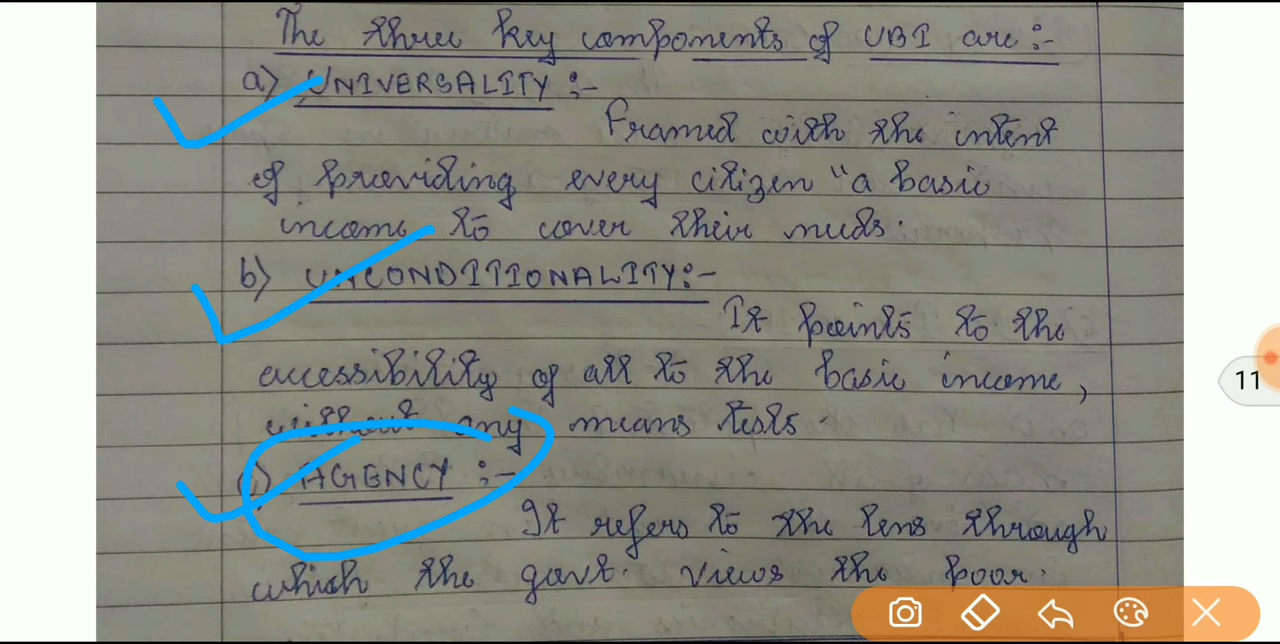 The three key components of UBI are :-
a) UNIVERSALITY :-
Framed with the intent
of providing every citizen "a basic
income to cover their needs.
b) UNCONDITIONALITY :-
It points to the
accessibility of all to the basic income,
without any means tests.
c) AGENCY :-
It refers to the lens through
which the govt. views the poor.
11